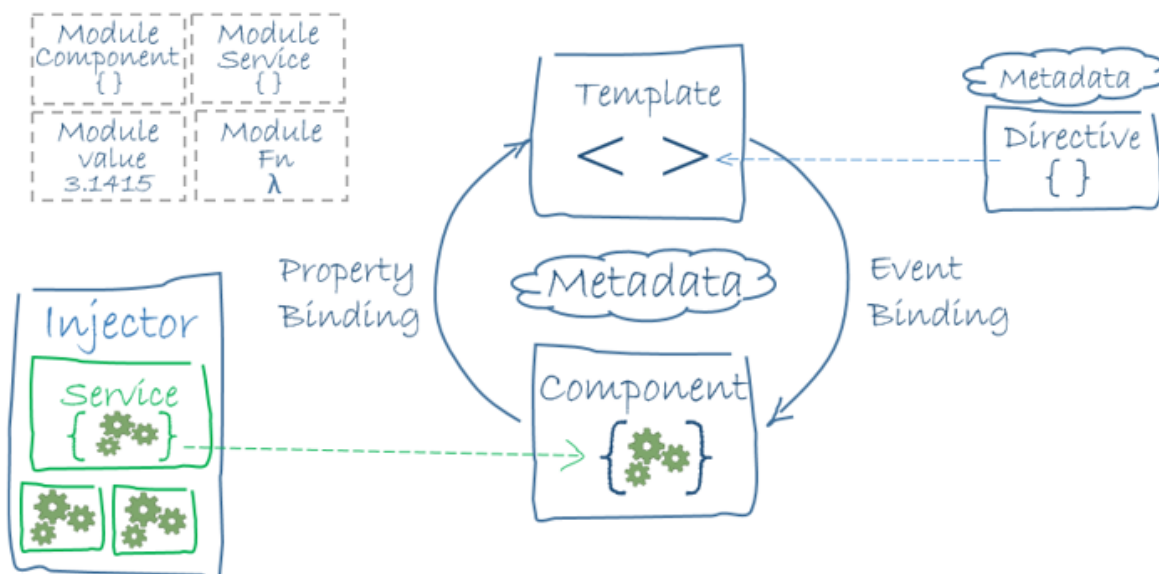 Module
Component
{ }
Module
Service
{ }
Module
value
3.1415
Module
Fn
λ
Template
< >
Metadata
Directive
{ }
Property
Binding
Metadata
Event
Binding
Injector
Service
{ }
Component
{ }